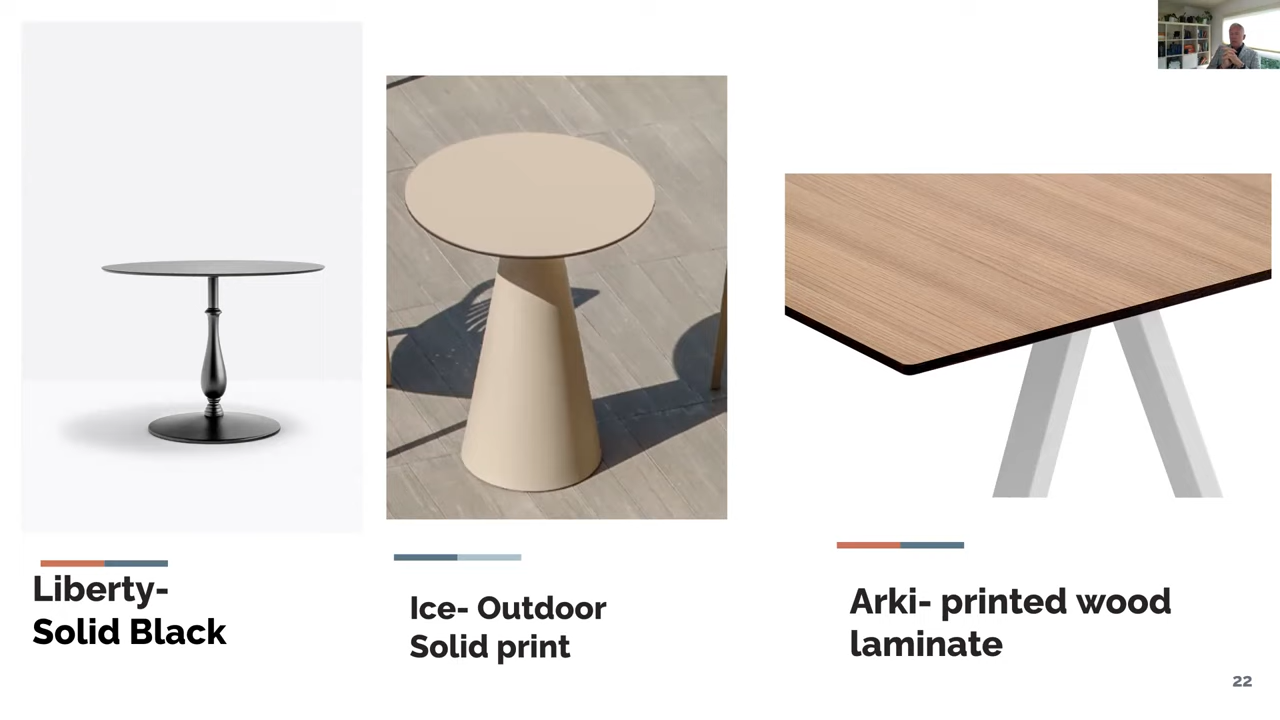 Liberty-
Solid Black
Ice- Outdoor
Solid print
Arki- printed wood
laminate
22